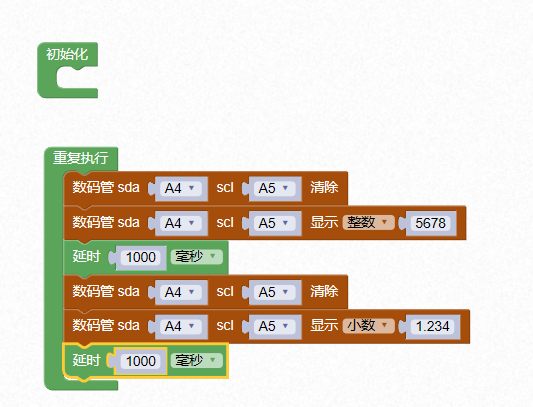 初始化
重复执行
数码管 sda A4 scl A5 清除
数码管 sda A4 scl A5 显示 整数 5678
延时 1000 毫秒
数码管 sda A4 scl A5 清除
数码管 sda A4 scl A5 显示 小数 1.234
延时 1000 毫秒